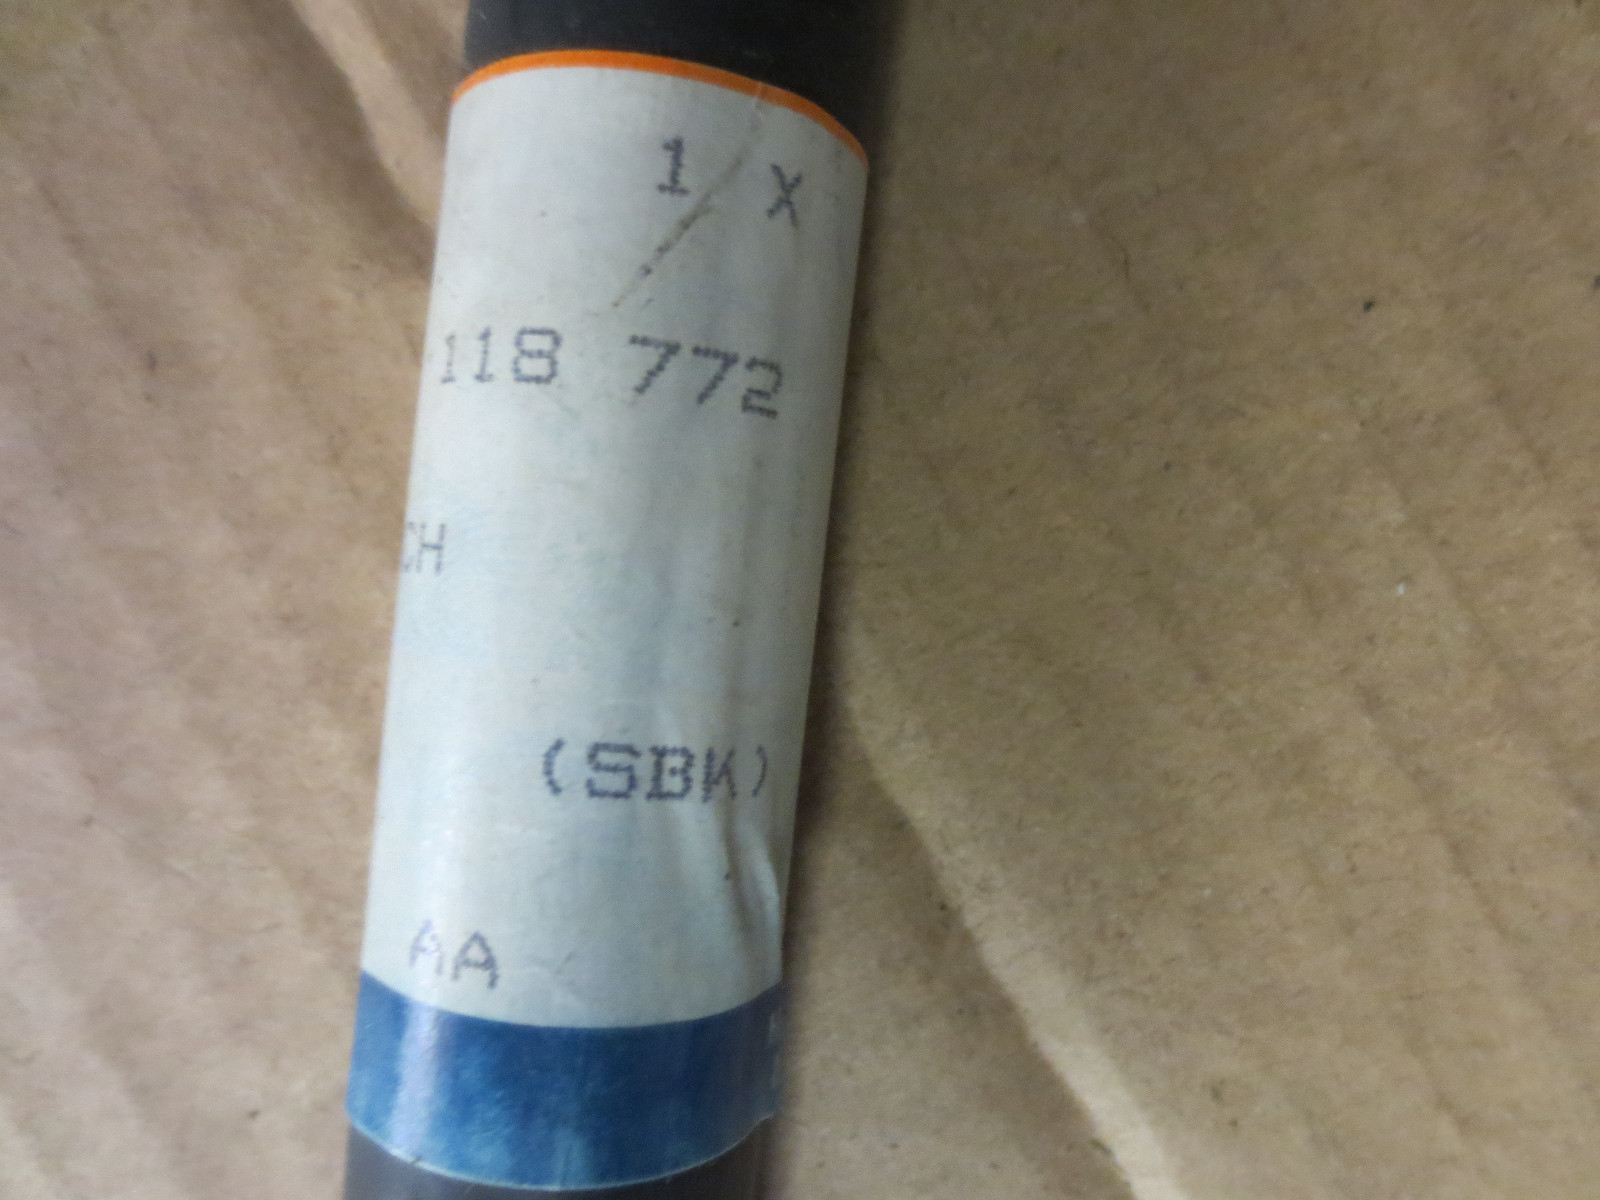 1 X
118 772
CH
(SBK)
AA